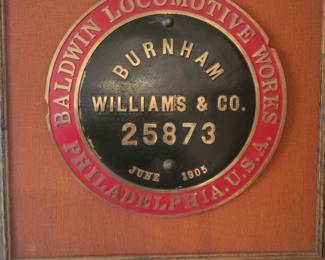 BALDWIN LOCOMOTIVE WORKS
BURNHAM
WILLIAMS & CO.
25873
JUNE 1905
PHILADELPHIA. U.S.A.